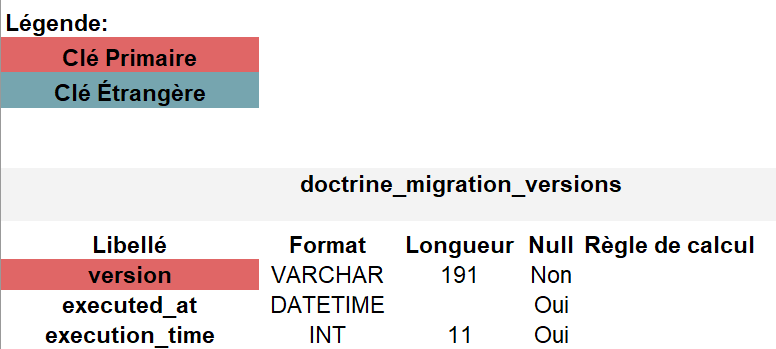 Légende:
Clé Primaire
Clé Étrangère
doctrine_migration_versions
Libellé Format Longueur Null Règle de calcul
version VARCHAR 191 Non
executed_at DATETIME Oui
execution_time INT 11 Oui